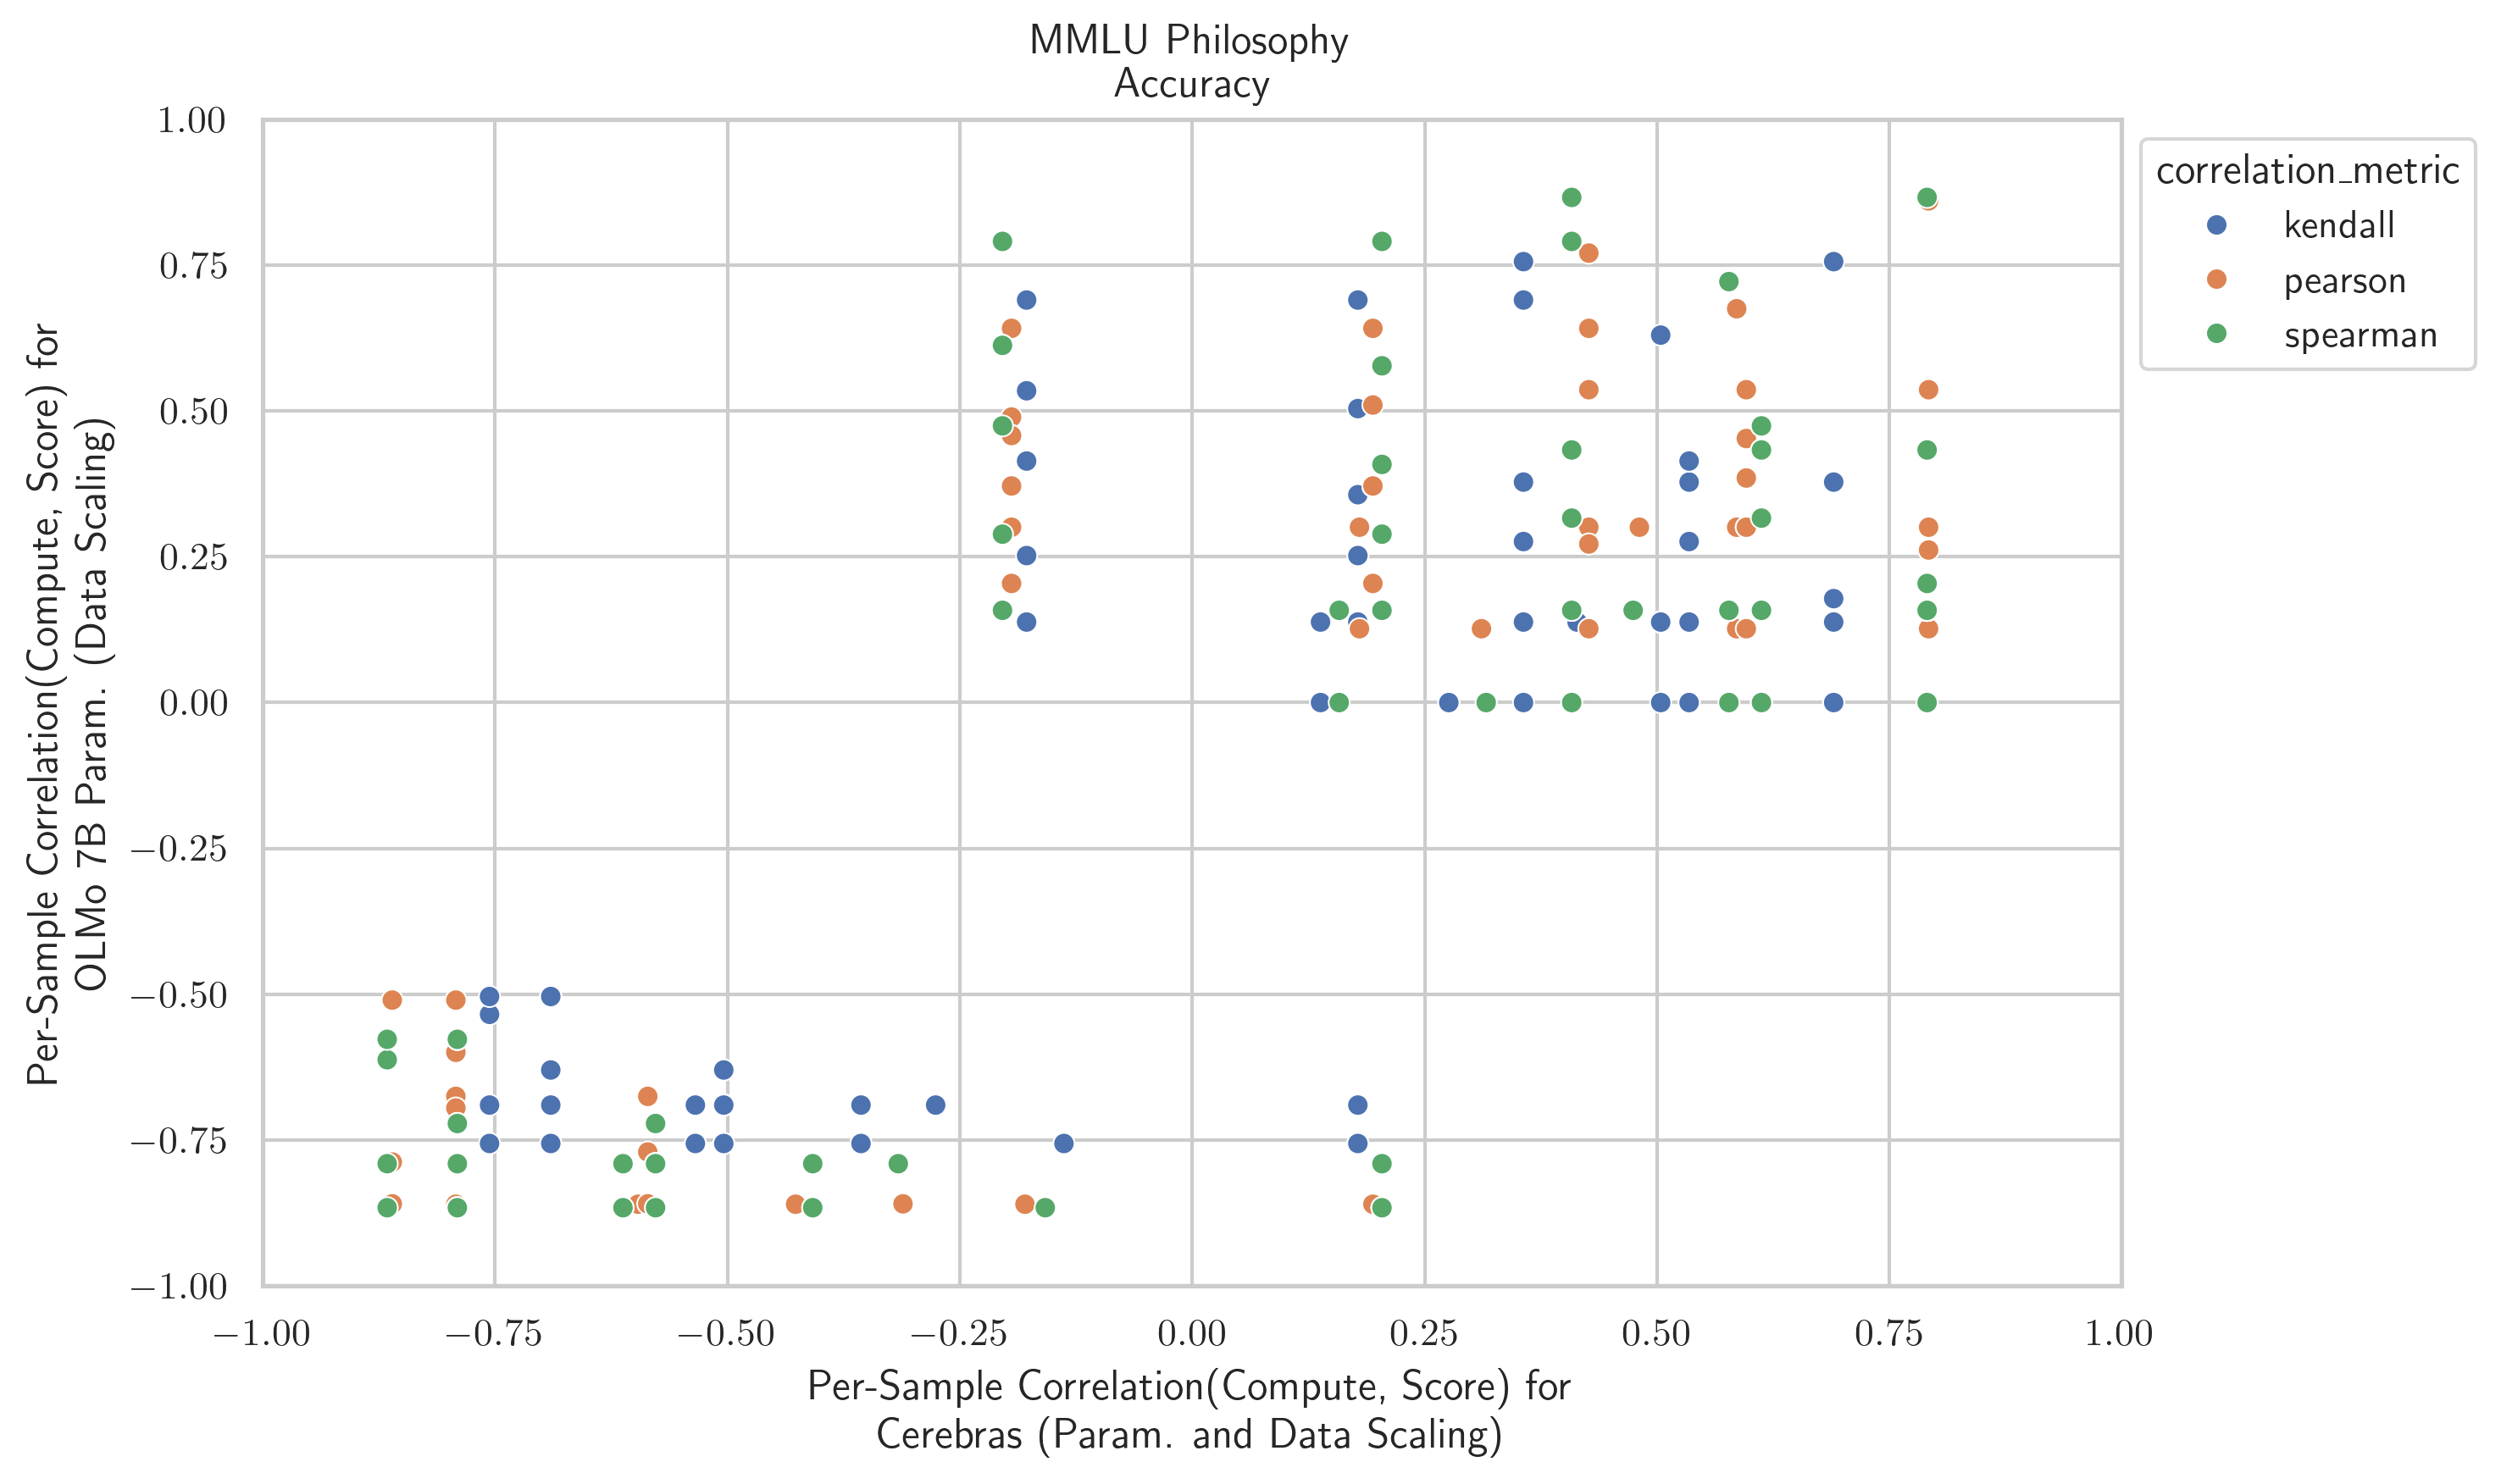 MMLU Philosophy
Accuracy
1.00
0.75
0.50
0.25
0.00
−0.25
−0.50
−0.75
−1.00
Per-Sample Correlation(Compute, Score) for
OLMo 7B Param. (Data Scaling)
correlation_metric
kendall
pearson
spearman
−1.00 −0.75 −0.50 −0.25 0.00 0.25 0.50 0.75 1.00
Per-Sample Correlation(Compute, Score) for
Cerebras (Param. and Data Scaling)